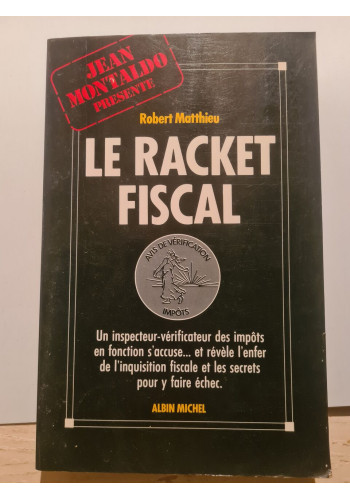 JEAN
MONTALDO
PRÉSENTE
Robert Matthieu
LE RACKET
FISCAL
AVIS DE VÉRIFICATION
IMPÔTS
Un inspecteur-vérificateur des impôts
en fonction s'accuse... et révèle l'enfer
de l'inquisition fiscale et les secrets
pour y faire échec.
ALBIN MICHEL